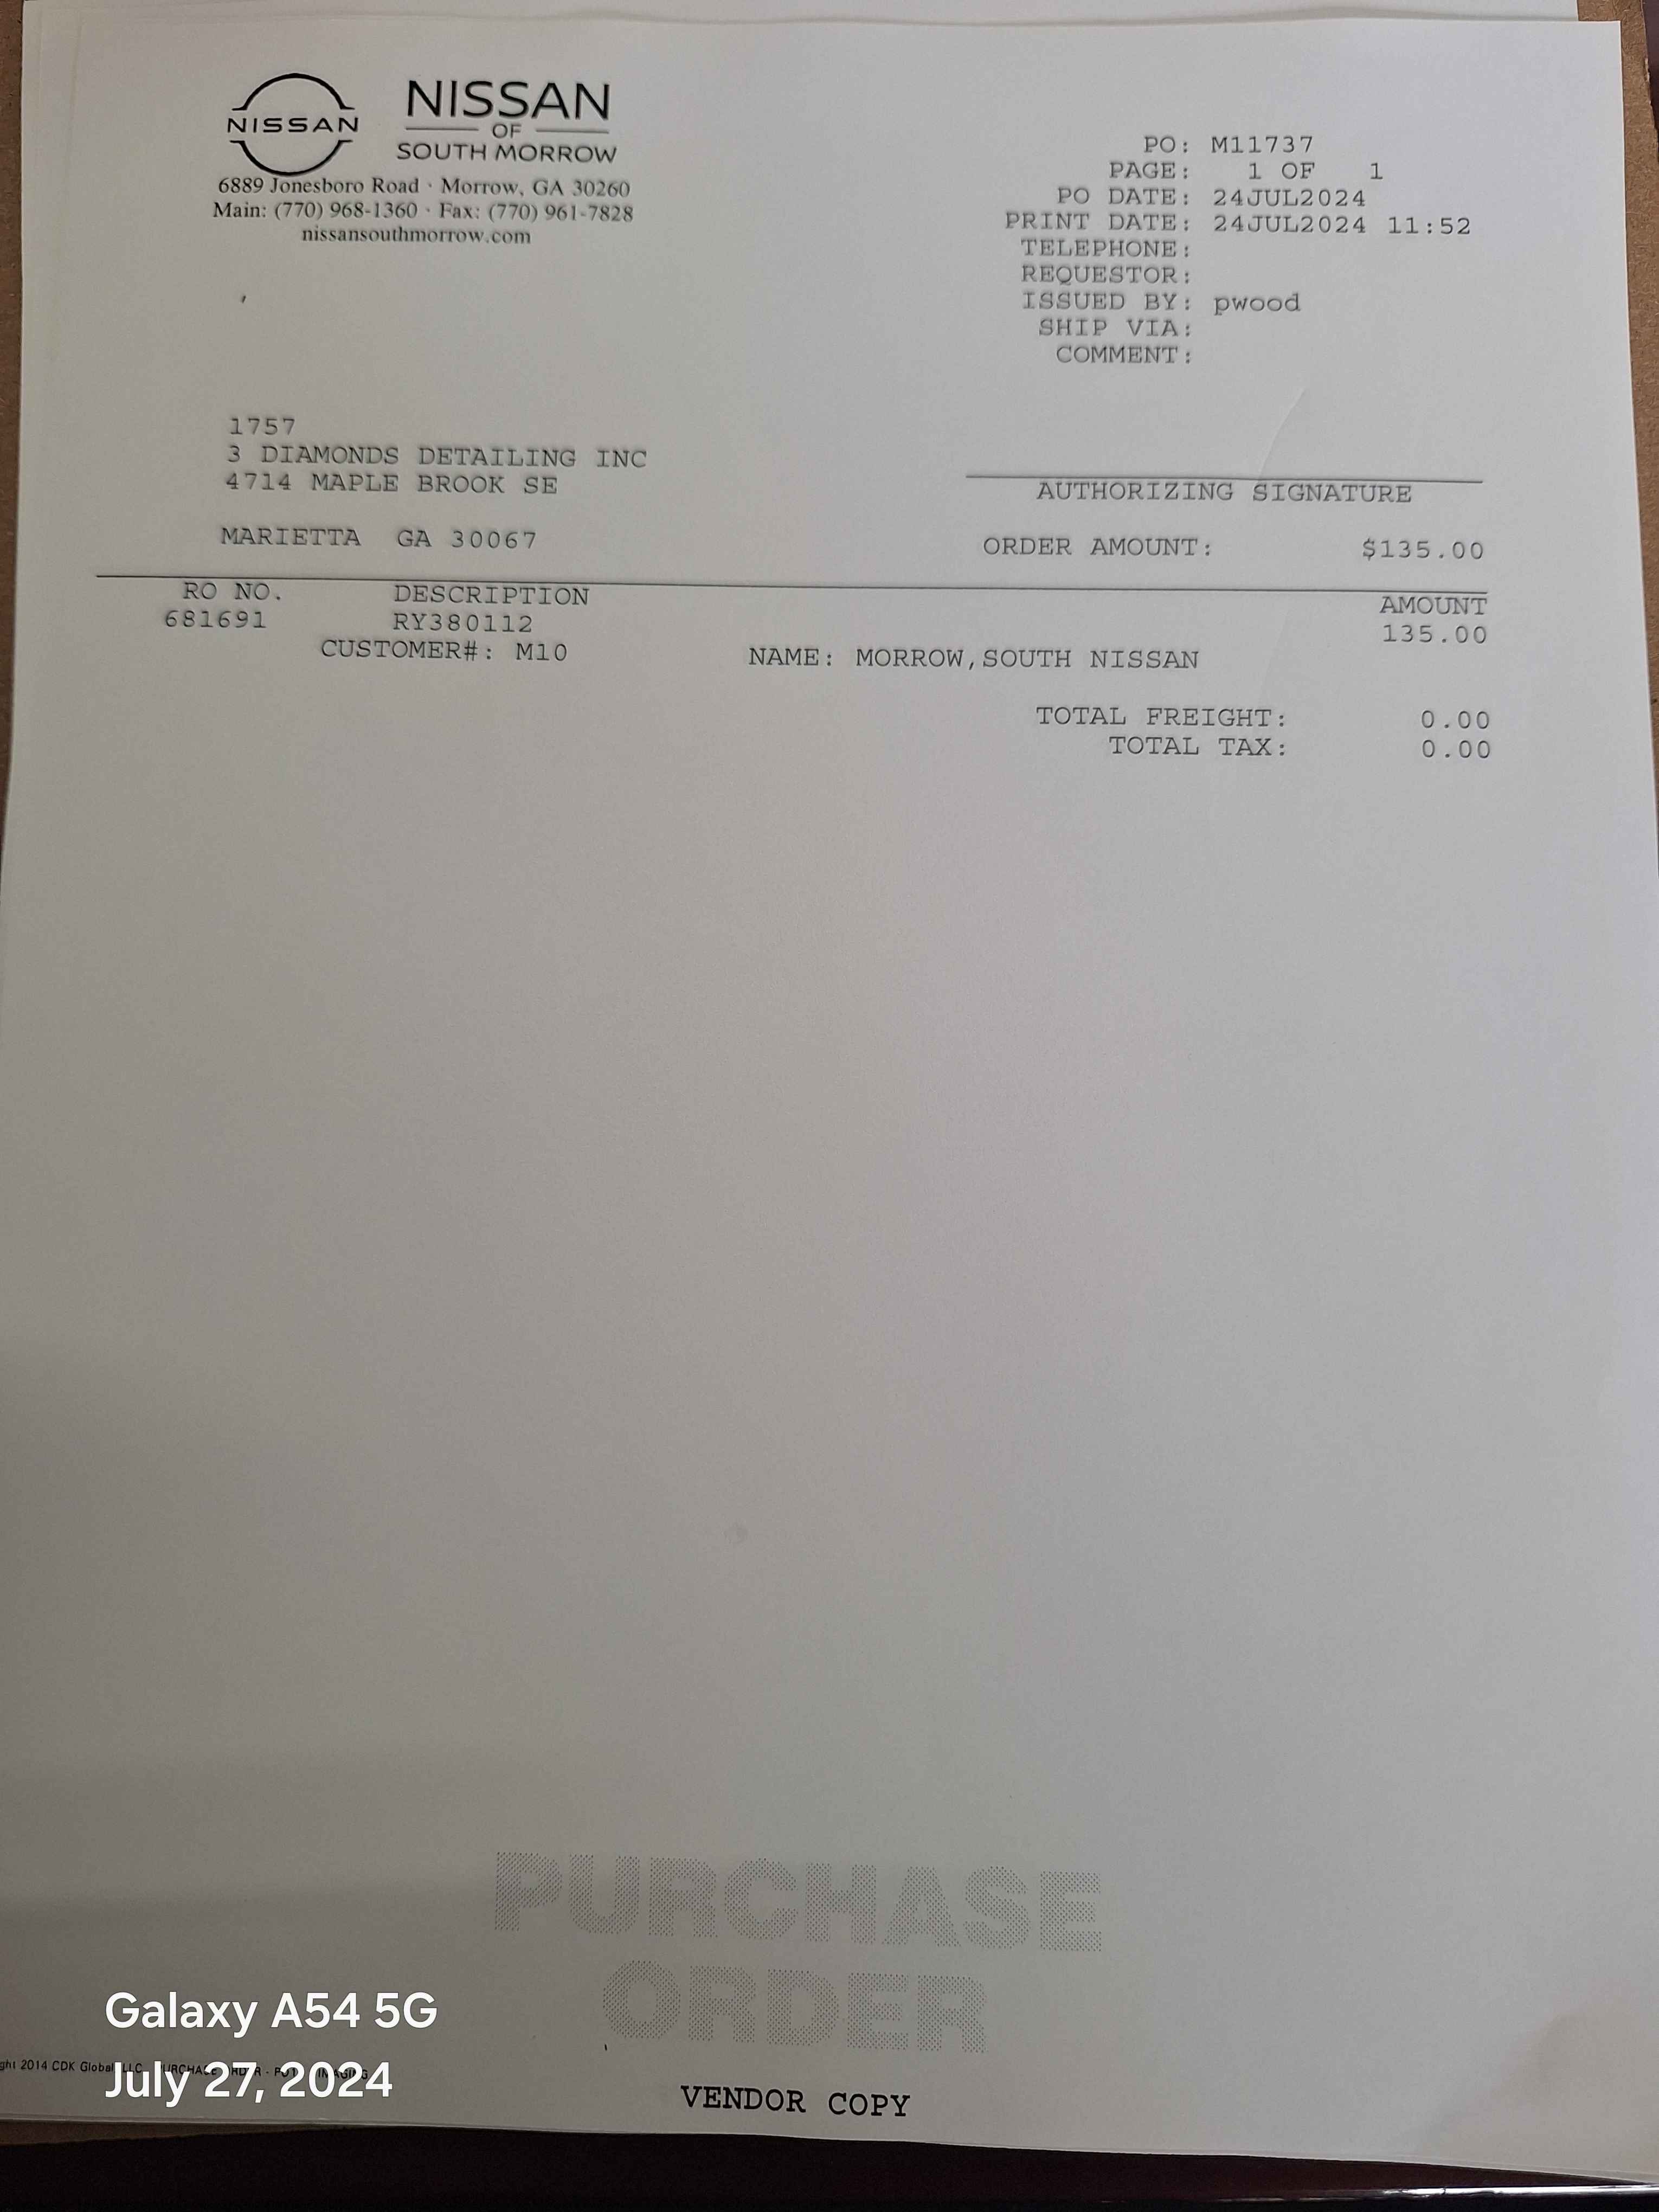 NISSAN
NISSAN
OF
SOUTH MORROW
6889 Jonesboro Road · Morrow, GA 30260
Main: (770) 968-1360 · Fax: (770) 961-7828
nissansouthmorrow.com
PO: M11737
PAGE: 1 OF 1
PO DATE: 24JUL2024
PRINT DATE: 24JUL2024 11:52
TELEPHONE:
REQUESTOR:
ISSUED BY: pwood
SHIP VIA:
COMMENT:
1757
3 DIAMONDS DETAILING INC
4714 MAPLE BROOK SE
MARIETTA GA 30067
AUTHORIZING SIGNATURE
ORDER AMOUNT: $135.00
RO NO. DESCRIPTION AMOUNT
681691 RY380112 135.00
CUSTOMER#: M10 NAME: MORROW,SOUTH NISSAN
TOTAL FREIGHT: 0.00
TOTAL TAX: 0.00
PURCHASE
ORDER
Galaxy A54 5G
2014 CDK Global LLC
July 27, 2024
VENDOR COPY